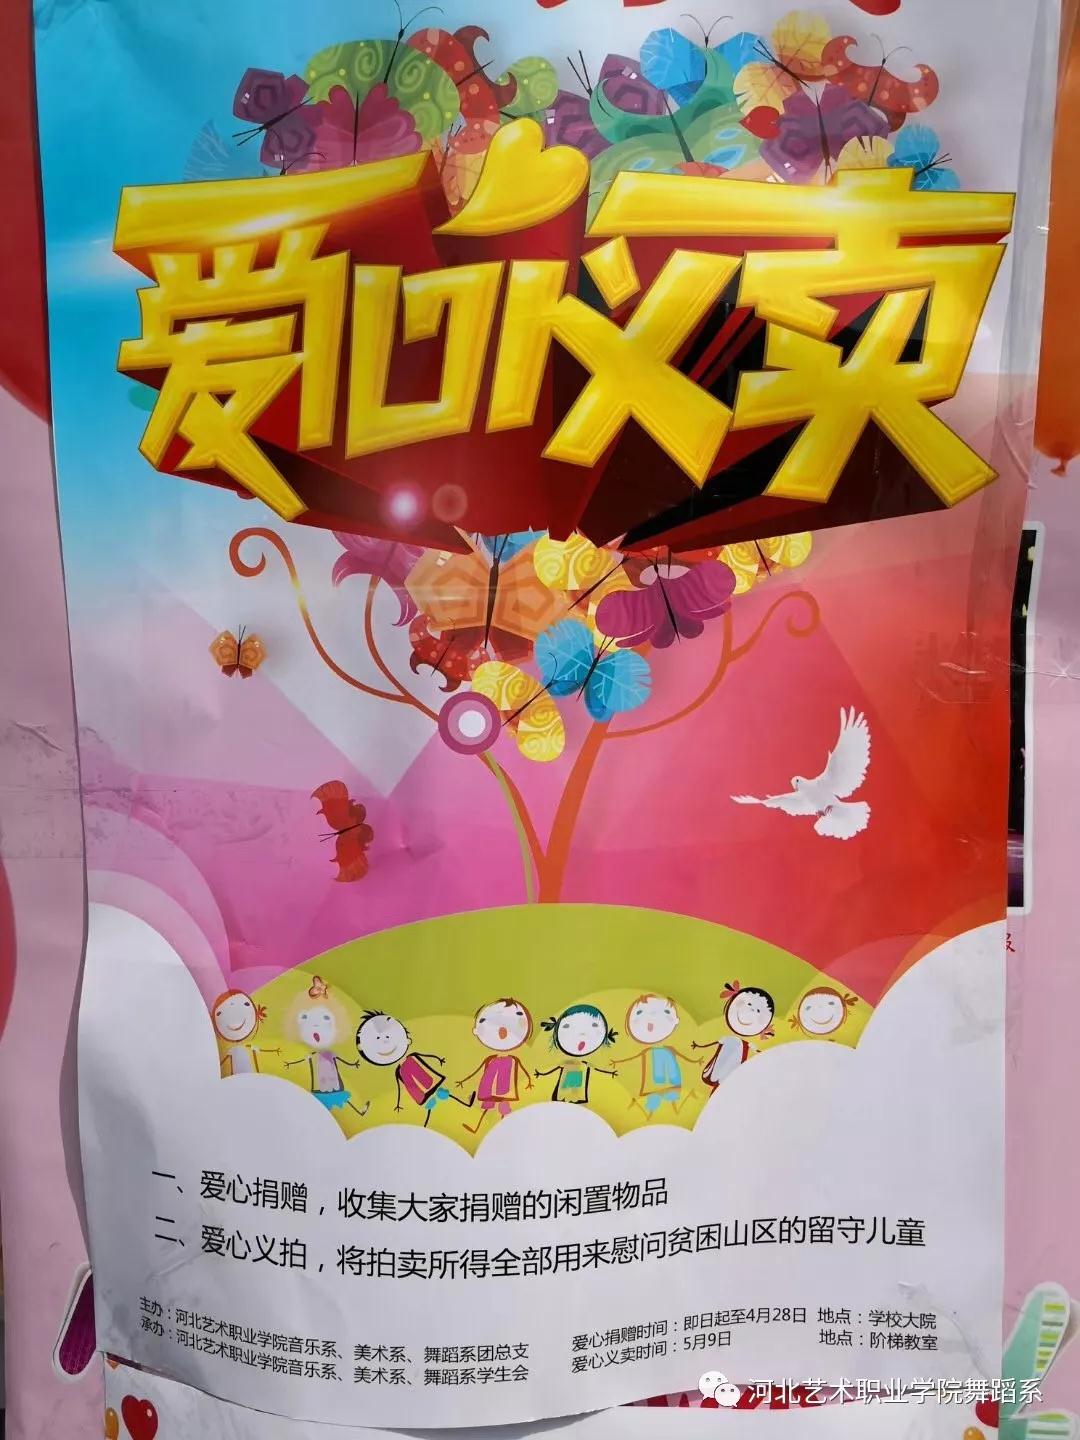 爱心义卖
一、爱心捐赠，收集大家捐赠的闲置物品
二、爱心义拍，将拍卖所得全部用来慰问贫困山区的留守儿童
主办：河北艺术职业学院音乐系、美术系、舞蹈系团总支
承办：河北艺术职业学院音乐系、美术系、舞蹈系学生会
爱心捐赠时间：即日起至4月28日 地点：学校大院
爱心义卖时间：5月9日 地点：阶梯教室
河北艺术职业学院舞蹈系